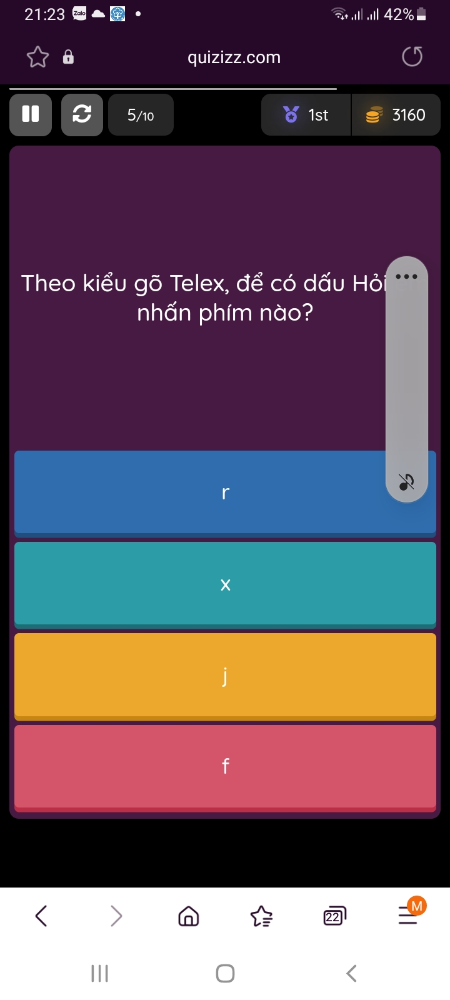 21:23 Zalo 42%
quizizz.com
5/10 1st 3160
Theo kiểu gõ Telex, để có dấu Hỏi
nhấn phím nào?
r
x
j
f
22 M